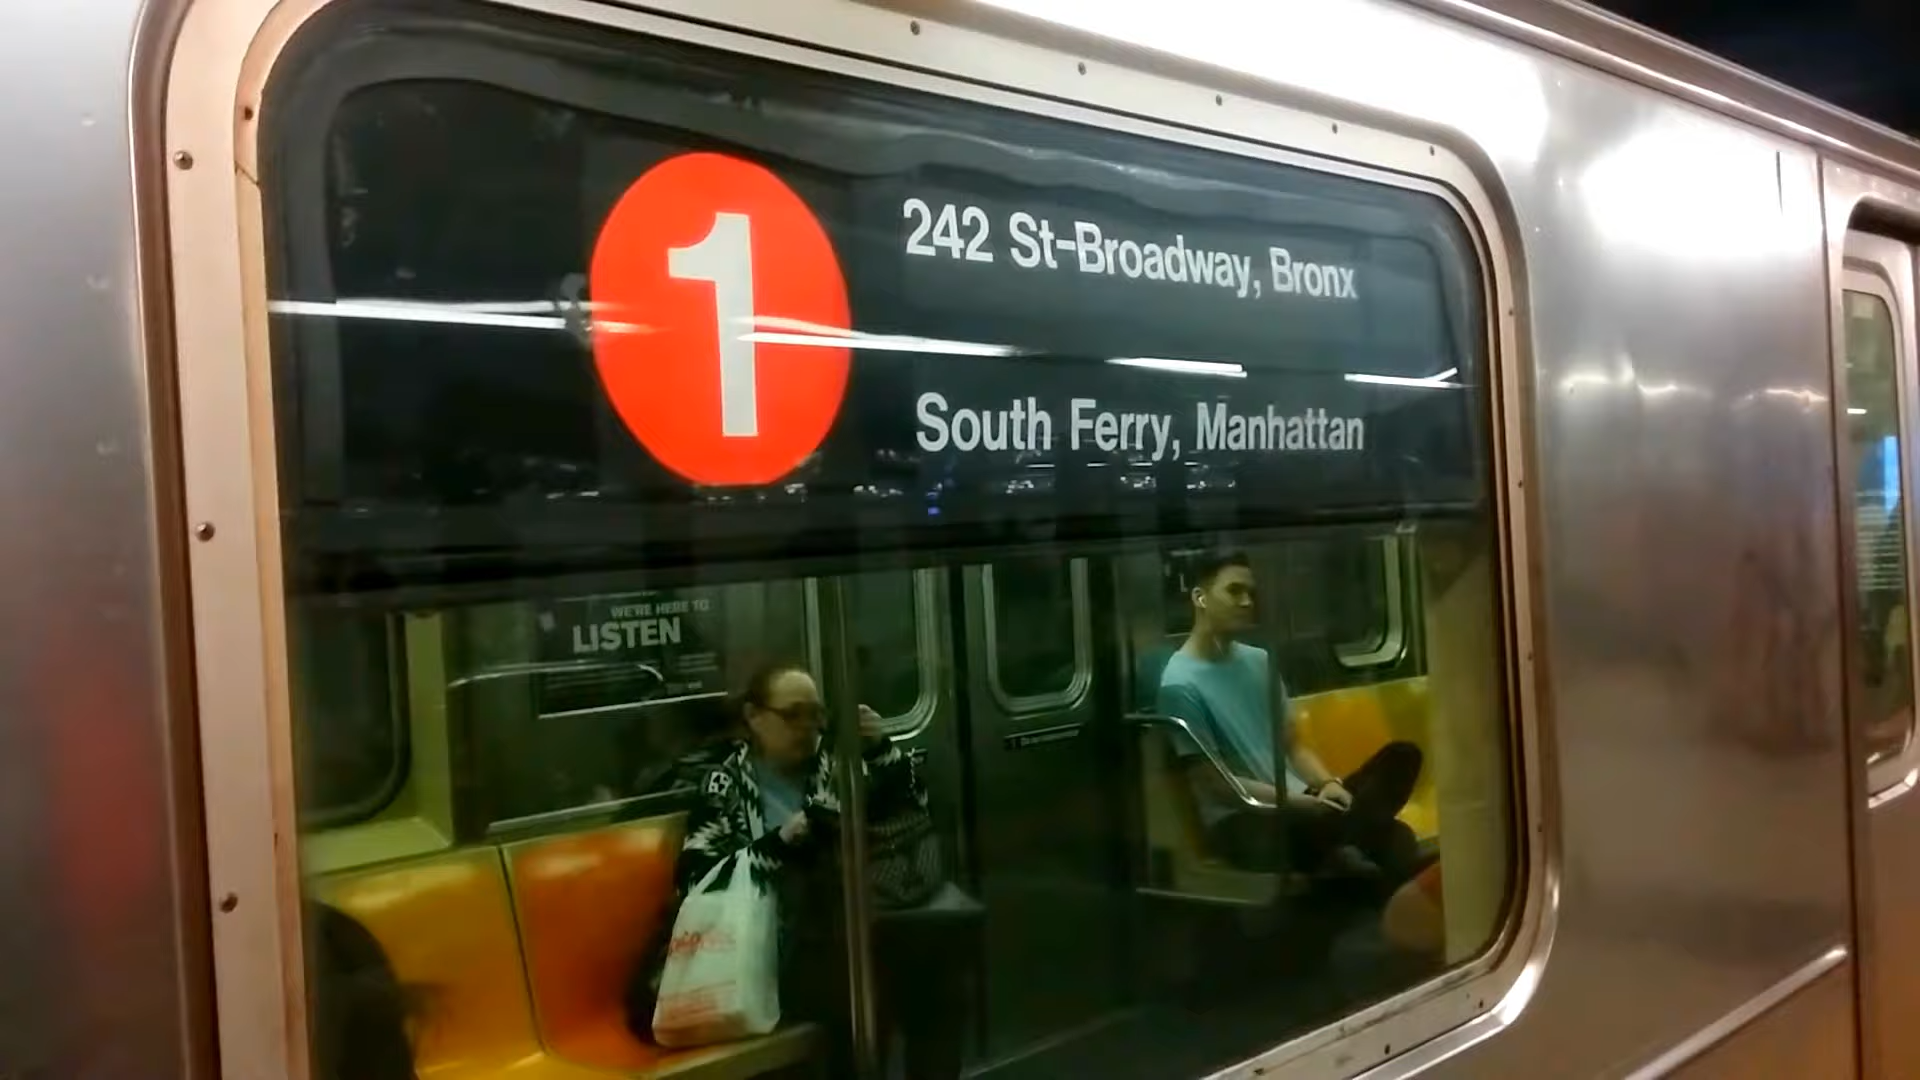 1
242 St-Broadway, Bronx
South Ferry, Manhattan
WE'RE HERE TO
LISTEN